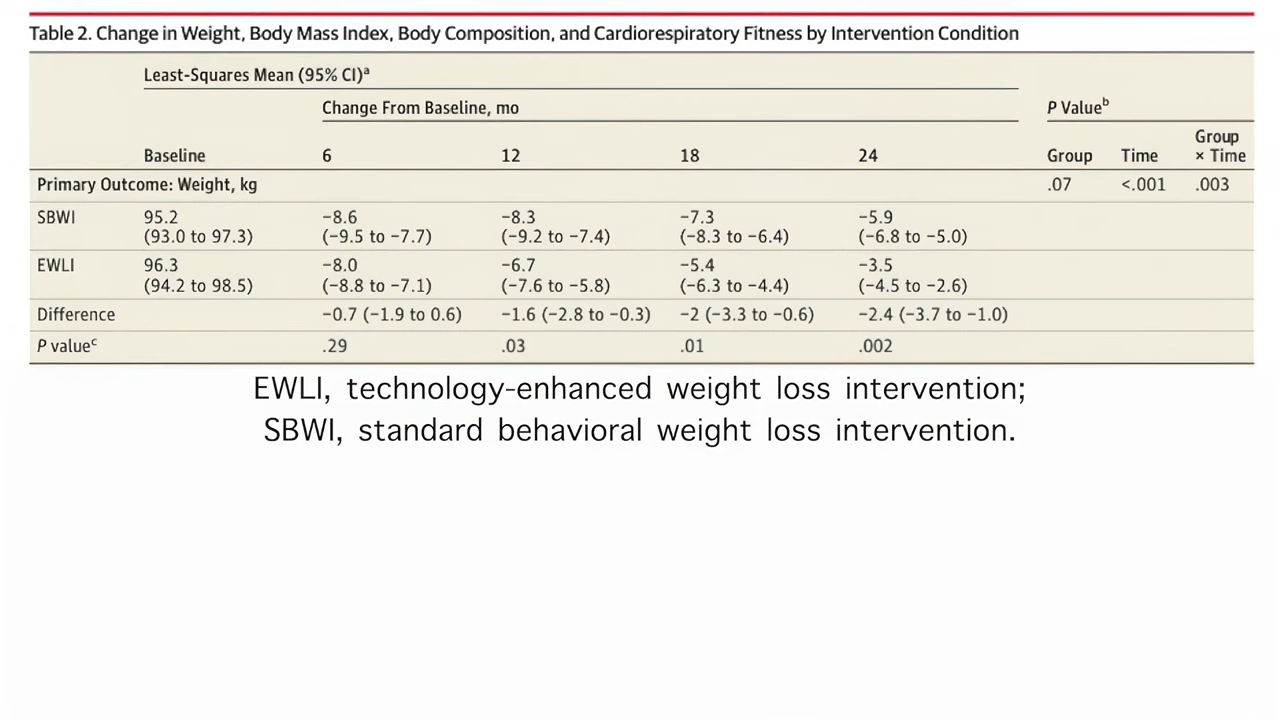 Table 2. Change in Weight, Body Mass Index, Body Composition, and Cardiorespiratory Fitness by Intervention Condition
Least-Squares Mean (95% CI)a
Change From Baseline, mo P Valueb
Baseline 6 12 18 24 Group Time Group × Time
Primary Outcome: Weight, kg .07 <.001 .003
SBWI 95.2 −8.6 −8.3 −7.3 −5.9
(93.0 to 97.3) (−9.5 to −7.7) (−9.2 to −7.4) (−8.3 to −6.4) (−6.8 to −5.0)
EWLI 96.3 −8.0 −6.7 −5.4 −3.5
(94.2 to 98.5) (−8.8 to −7.1) (−7.6 to −5.8) (−6.3 to −4.4) (−4.5 to −2.6)
Difference −0.7 (−1.9 to 0.6) −1.6 (−2.8 to −0.3) −2 (−3.3 to −0.6) −2.4 (−3.7 to −1.0)
P valuec .29 .03 .01 .002
EWLI, technology-enhanced weight loss intervention;
SBWI, standard behavioral weight loss intervention.